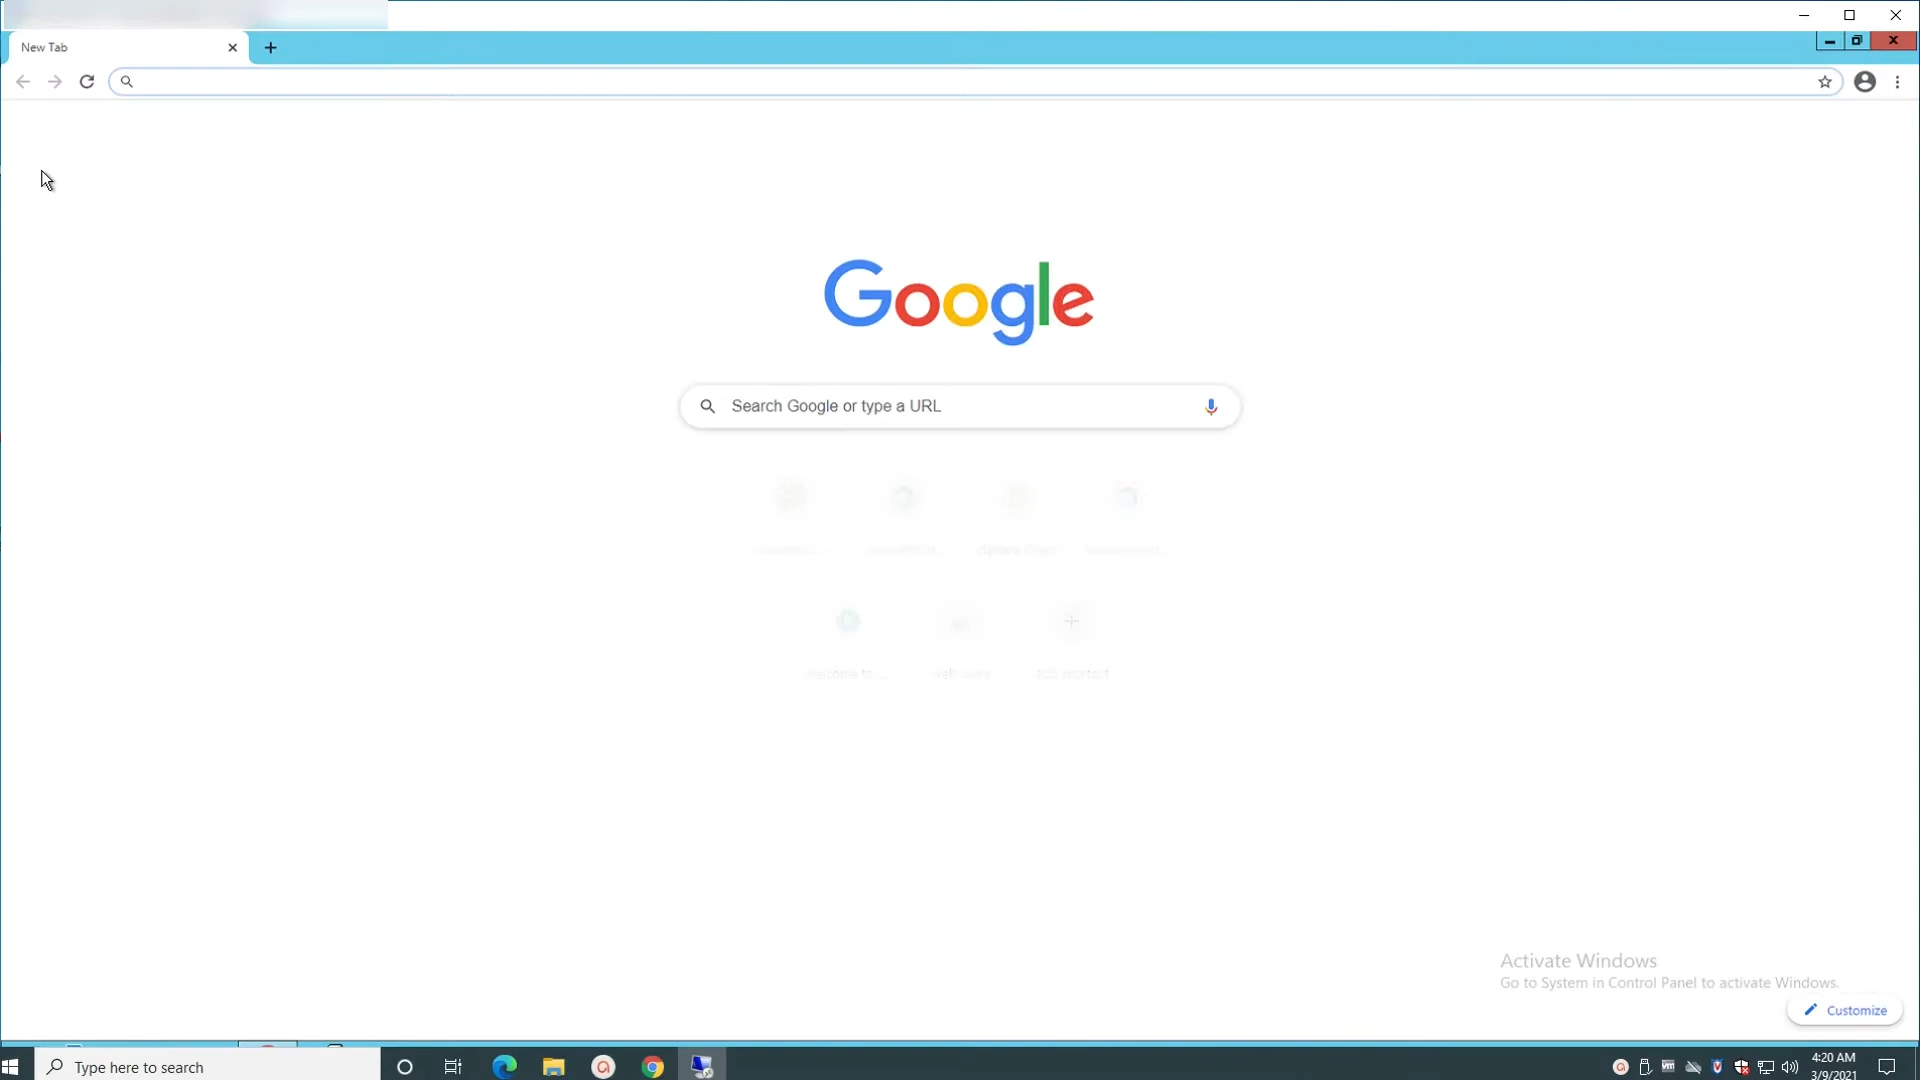 New Tab
Google
Search Google or type a URL
Activate Windows
Go to System in Control Panel to activate Windows.
Customize
Type here to search
4:20 AM
3/9/2021